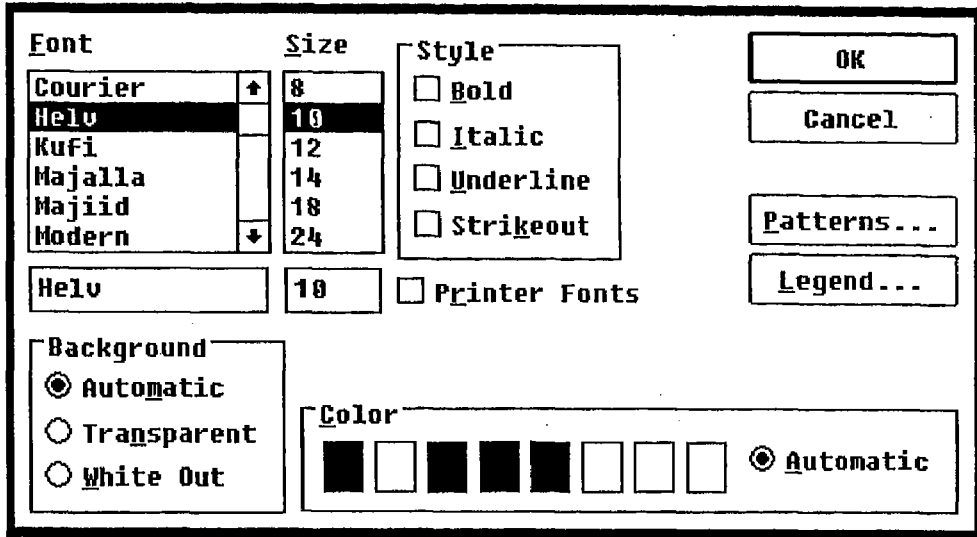 Font
Courier
Helv
Kufi
Majalla
Majiid
Modern
Helv
Size
8
10
12
14
18
24
10
Style
Bold
Italic
Underline
Strikeout
Printer Fonts
OK
Cancel
Patterns...
Legend...
Background
Automatic
Transparent
White Out
Color
Automatic